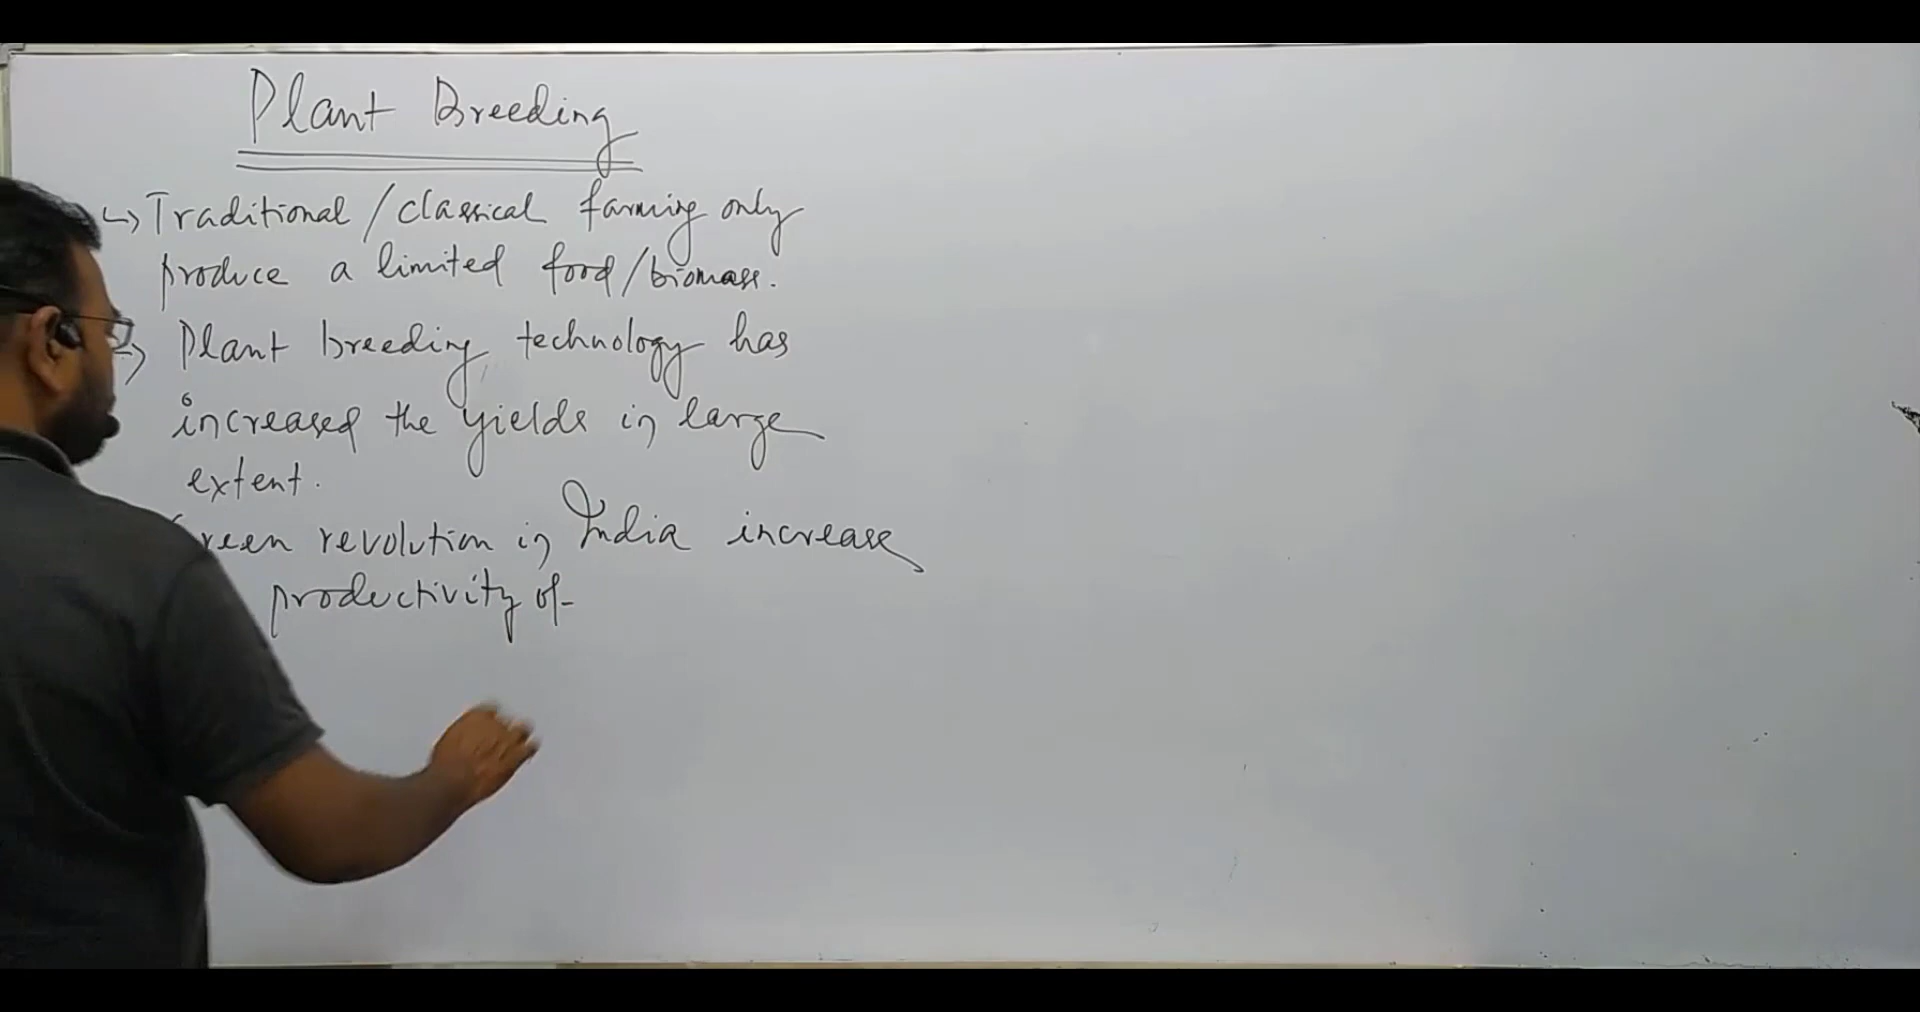 Plant Breeding
↳ Traditional / classical farming only
produce a limited food/biomass.
→ Plant breeding technology has
increased the yields in large
extent.
Green revolution in India increase
productivity of-